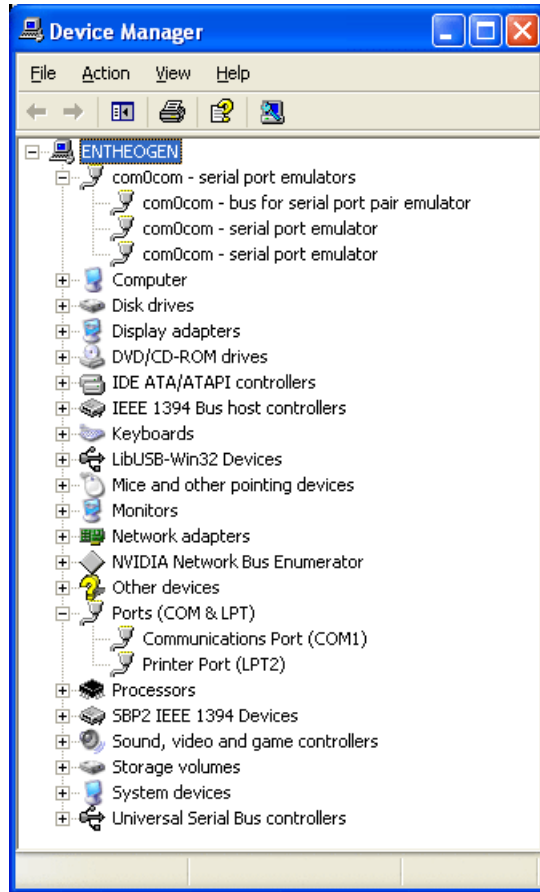 Device Manager
File Action View Help
ENTHEOGEN
com0com - serial port emulators
com0com - bus for serial port pair emulator
com0com - serial port emulator
com0com - serial port emulator
Computer
Disk drives
Display adapters
DVD/CD-ROM drives
IDE ATA/ATAPI controllers
IEEE 1394 Bus host controllers
Keyboards
LibUSB-Win32 Devices
Mice and other pointing devices
Monitors
Network adapters
NVIDIA Network Bus Enumerator
Other devices
Ports (COM & LPT)
Communications Port (COM1)
Printer Port (LPT2)
Processors
SBP2 IEEE 1394 Devices
Sound, video and game controllers
Storage volumes
System devices
Universal Serial Bus controllers